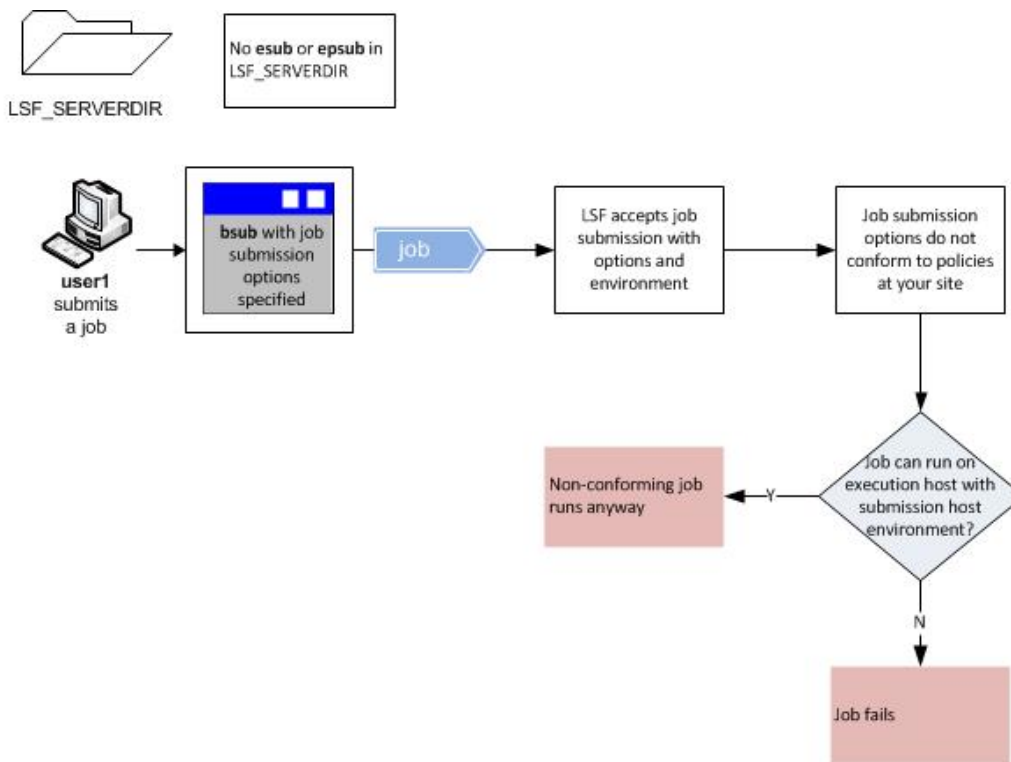 No esub or epsub in
LSF_SERVERDIR
LSF_SERVERDIR
user1
submits
a job
bsub with job
submission
options
specified
job
LSF accepts job
submission with
options and
environment
Job submission
options do not
conform to policies
at your site
Job can run on
execution host with
submission host
environment?
Y
Non-conforming job
runs anyway
N
Job fails